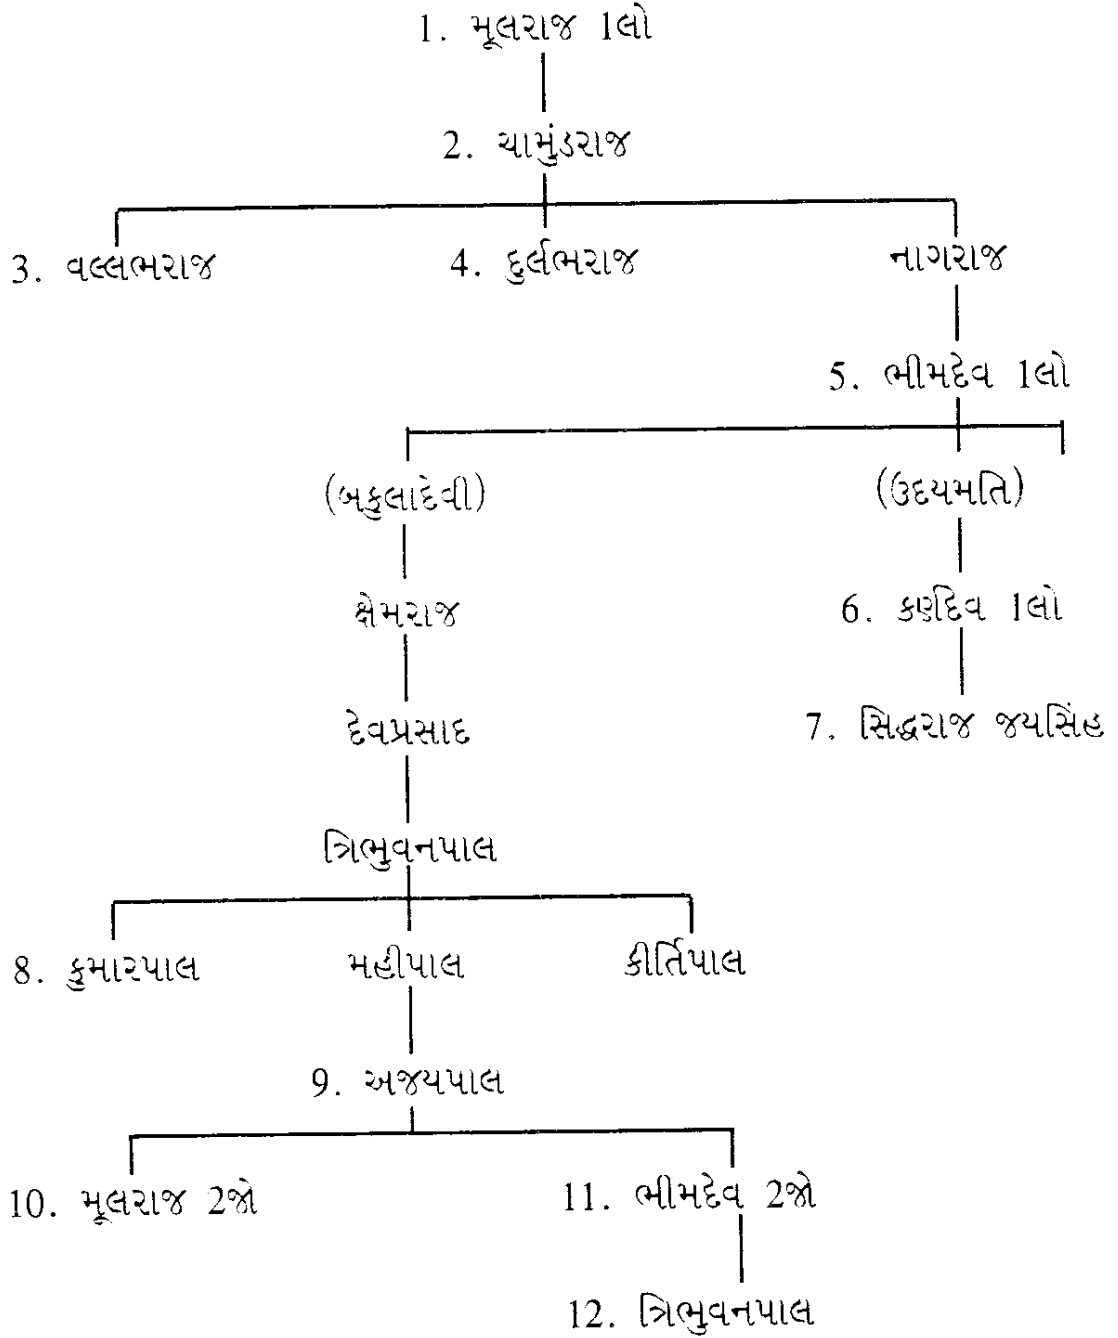 1. મૂલરાજ 1લો
2. ચામુંડરાજ
3. વલ્લભરાજ 4. દુર્લભરાજ નાગરાજ
5. ભીમદેવ 1લો
(બકુલાદેવી) (ઉદયમતિ)
ક્ષેમરાજ 6. કર્ણદેવ 1લો
દેવપ્રસાદ 7. સિદ્ધરાજ જયસિંહ
ત્રિભુવનપાલ
8. કુમારપાલ મહીપાલ કીર્તિપાલ
9. અજયપાલ
10. મૂલરાજ 2જો 11. ભીમદેવ 2જો
12. ત્રિભુવનપાલ